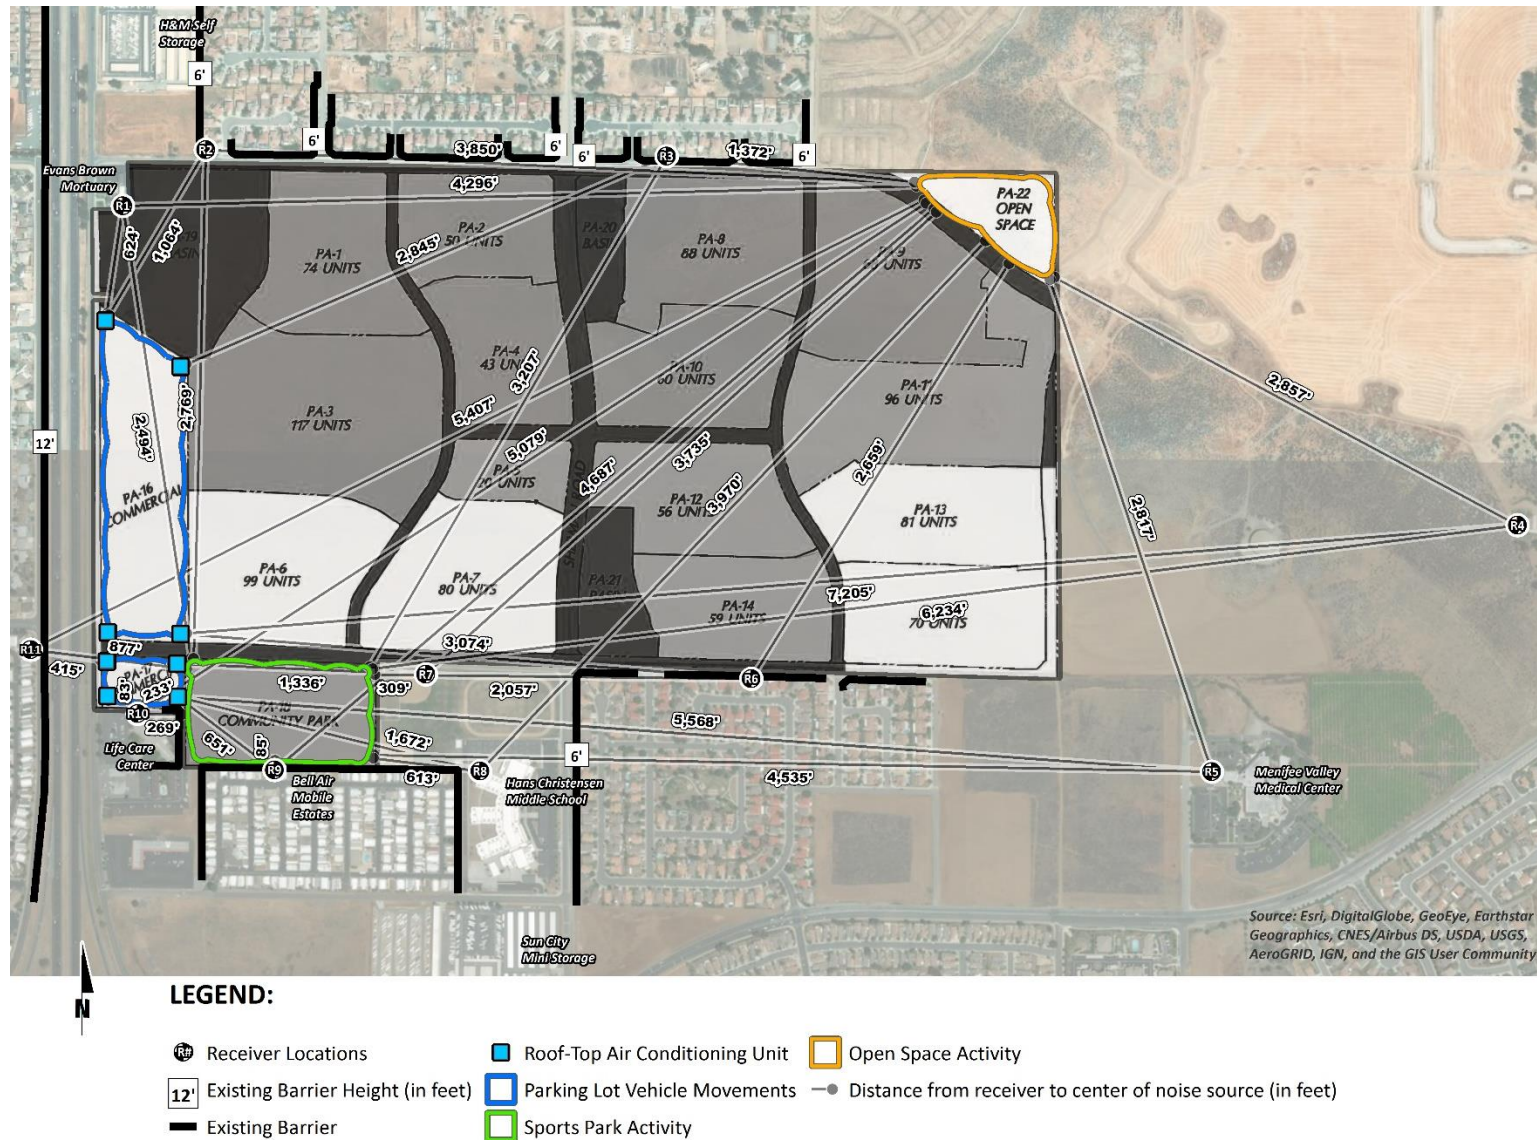 H&M Self
Storage
6'
R2
6'
3,850'
6'
6'
R3
1,372'
6'
Evans Brown
Mortuary
R1
4,296'
624'
1,064'
PA-1
74 UNITS
PA-2
50 UNITS
PA-20
BASIN
PA-8
88 UNITS
PA-22
OPEN
SPACE
2,845'
PA-4
43 UNITS
PA-10
60 UNITS
PA-11
96 UNITS
3,207'
2,769'
2,857'
PA-3
117 UNITS
5,407'
12'
2,494'
5,079'
3,735'
2,659'
4,687'
PA-16
COMMERCIAL
PA-12
56 UNITS
3,970'
PA-13
81 UNITS
2,817'
R4
PA-6
99 UNITS
PA-7
80 UNITS
PA-21
BASIN
PA-14
59 UNITS
7,205'
6,234'
70 UNITS
R11
877'
3,074'
415'
83'
233'
1,336'
309'
R7
2,057'
R6
R10
269'
PA-18
COMMUNITY PARK
5,568'
651'
85'
1,672'
Life Care
Center
R9
613'
R8
6'
4,535'
R5
Bell Air
Mobile
Estates
Hans Christensen
Middle School
Menifee Valley
Medical Center
Sun City
Mini Storage
Source: Esri, DigitalGlobe, GeoEye, Earthstar
Geographics, CNES/Airbus DS, USDA, USGS,
AeroGRID, IGN, and the GIS User Community
N
LEGEND:
R# Receiver Locations
Roof-Top Air Conditioning Unit
Open Space Activity
12' Existing Barrier Height (in feet)
Parking Lot Vehicle Movements
Distance from receiver to center of noise source (in feet)
Existing Barrier
Sports Park Activity